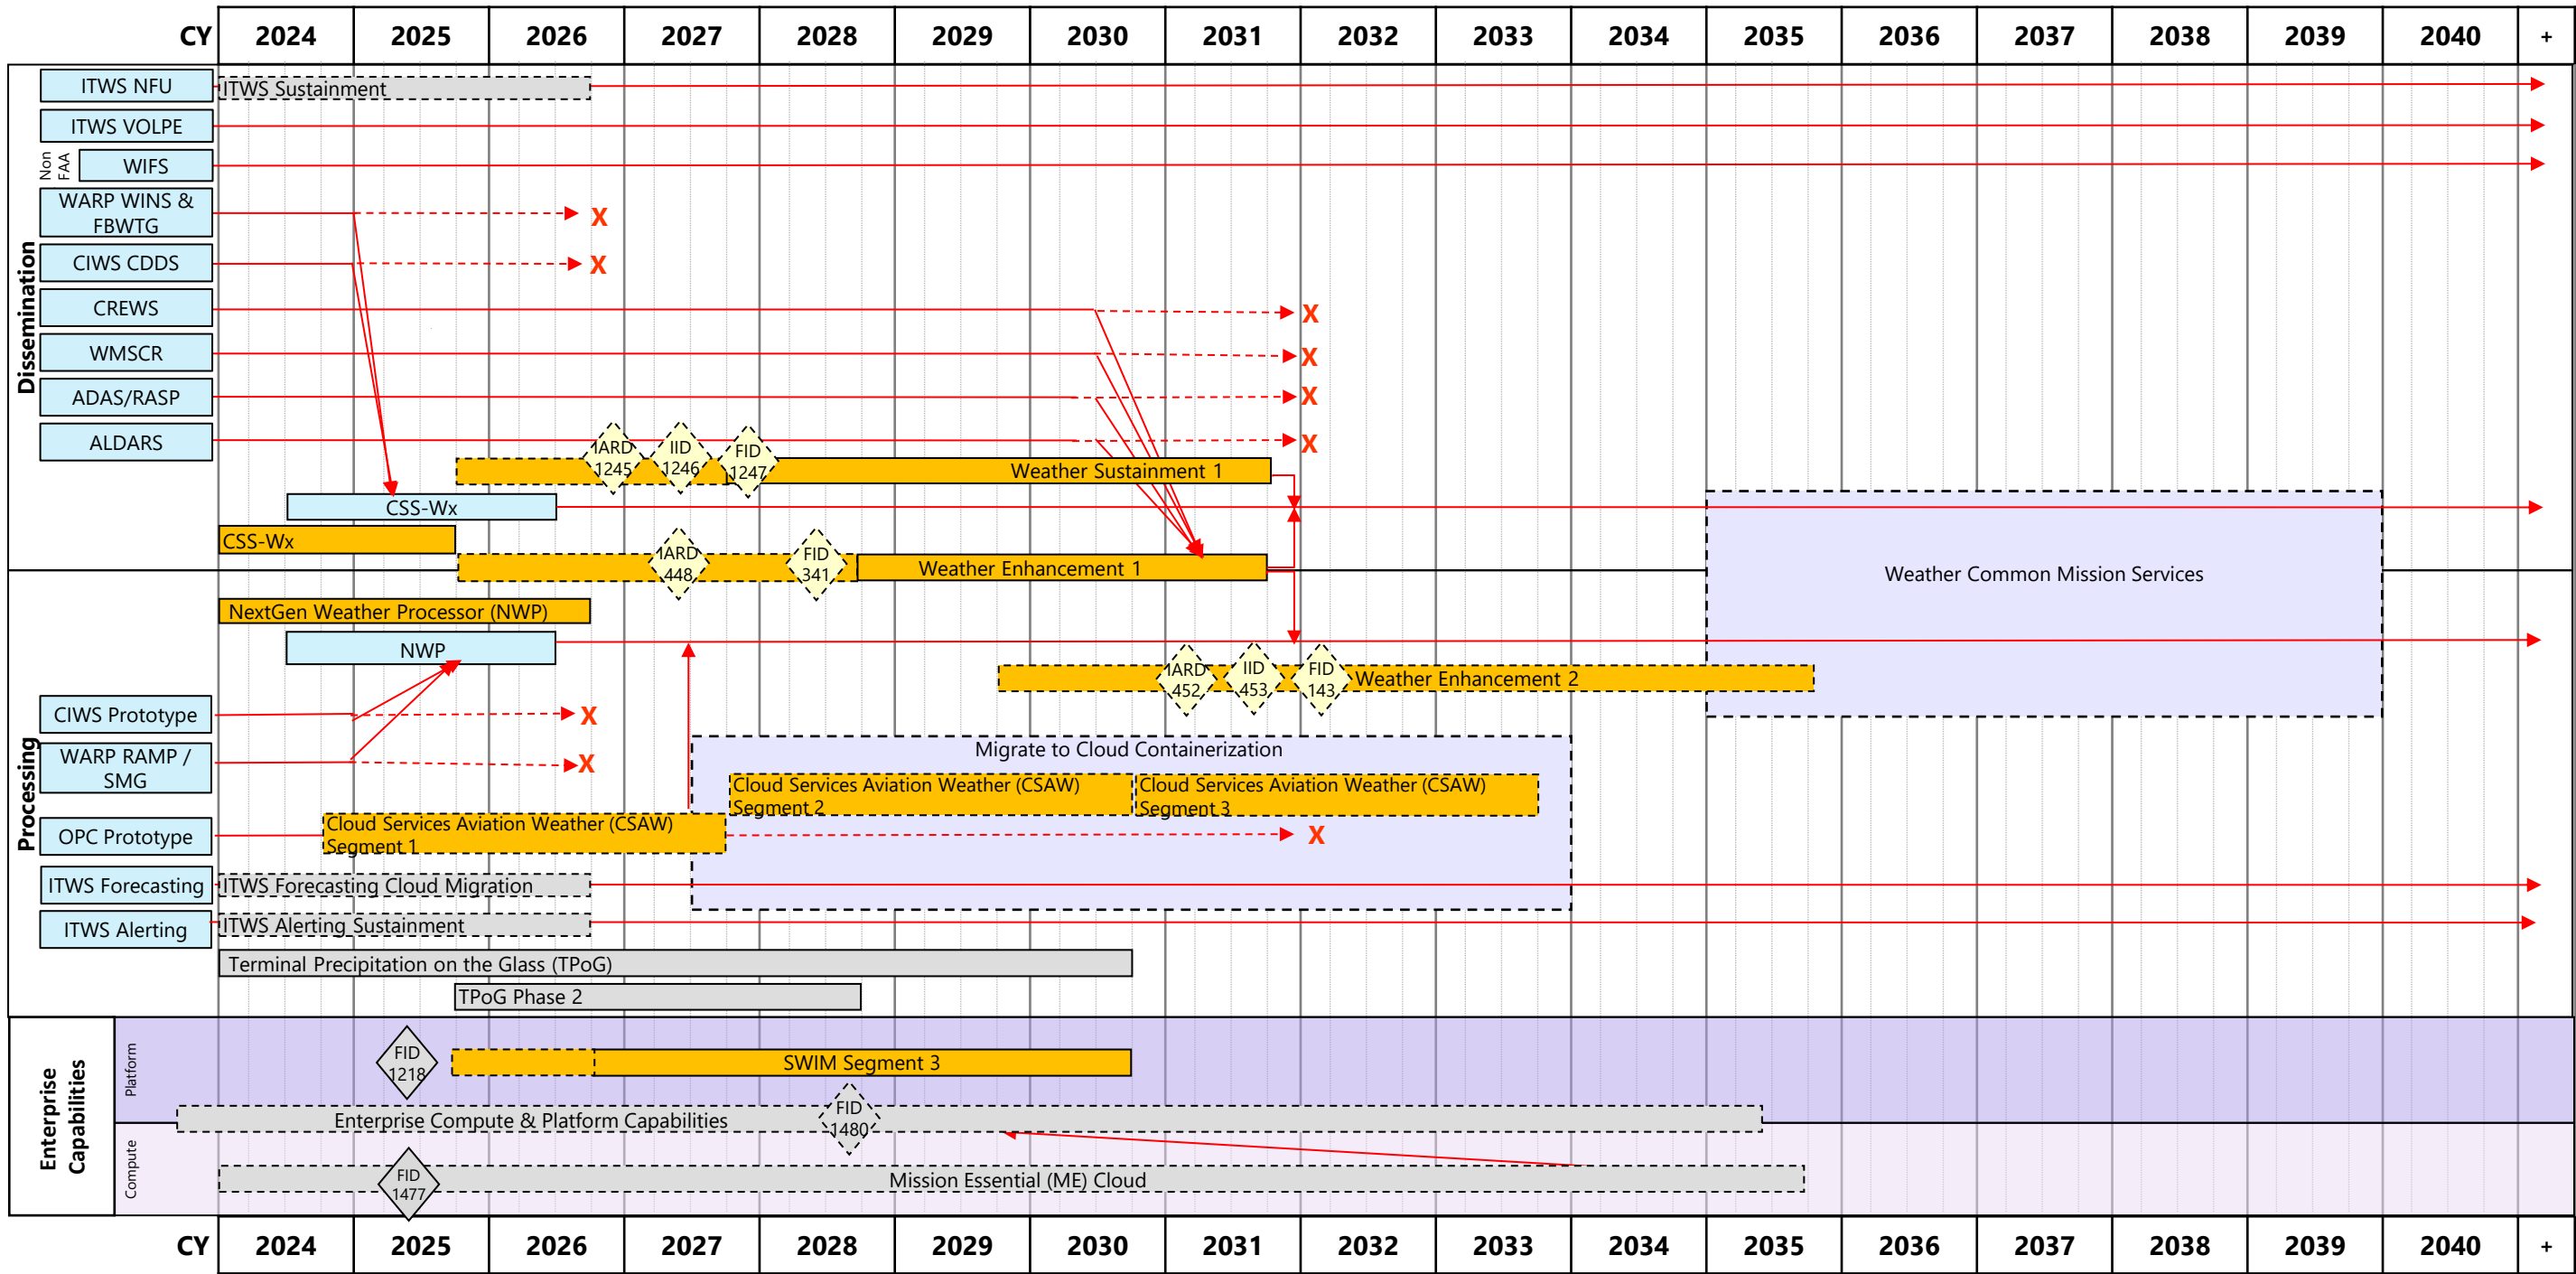 CY 2024 2025 2026 2027 2028 2029 2030 2031 2032 2033 2034 2035 2036 2037 2038 2039 2040 +
Dissemination
ITWS NFU
ITWS Sustainment
ITWS VOLPE
Non
FAA
WIFS
WARP WINS &
FBWTG
X
CIWS CDDS
X
CREWS
X
WMSCR
X
ADAS/RASP
X
ALDARS
X
IARD
1245
IID
1246
FID
1247
Weather Sustainment 1
CSS-Wx
CSS-Wx
IARD
448
FID
341
Weather Enhancement 1
Weather Common Mission Services
Processing
NextGen Weather Processor (NWP)
NWP
IARD
452
IID
453
FID
143
Weather Enhancement 2
CIWS Prototype
X
WARP RAMP /
SMG
X
Migrate to Cloud Containerization
Cloud Services Aviation Weather (CSAW)
Segment 2
Cloud Services Aviation Weather (CSAW)
Segment 3
OPC Prototype
Cloud Services Aviation Weather (CSAW)
Segment 1
X
ITWS Forecasting
ITWS Forecasting Cloud Migration
ITWS Alerting
ITWS Alerting Sustainment
Terminal Precipitation on the Glass (TPoG)
TPoG Phase 2
Enterprise
Capabilities
Platform
FID
1218
SWIM Segment 3
Enterprise Compute & Platform Capabilities
FID
1480
Compute
FID
1477
Mission Essential (ME) Cloud
CY 2024 2025 2026 2027 2028 2029 2030 2031 2032 2033 2034 2035 2036 2037 2038 2039 2040 +